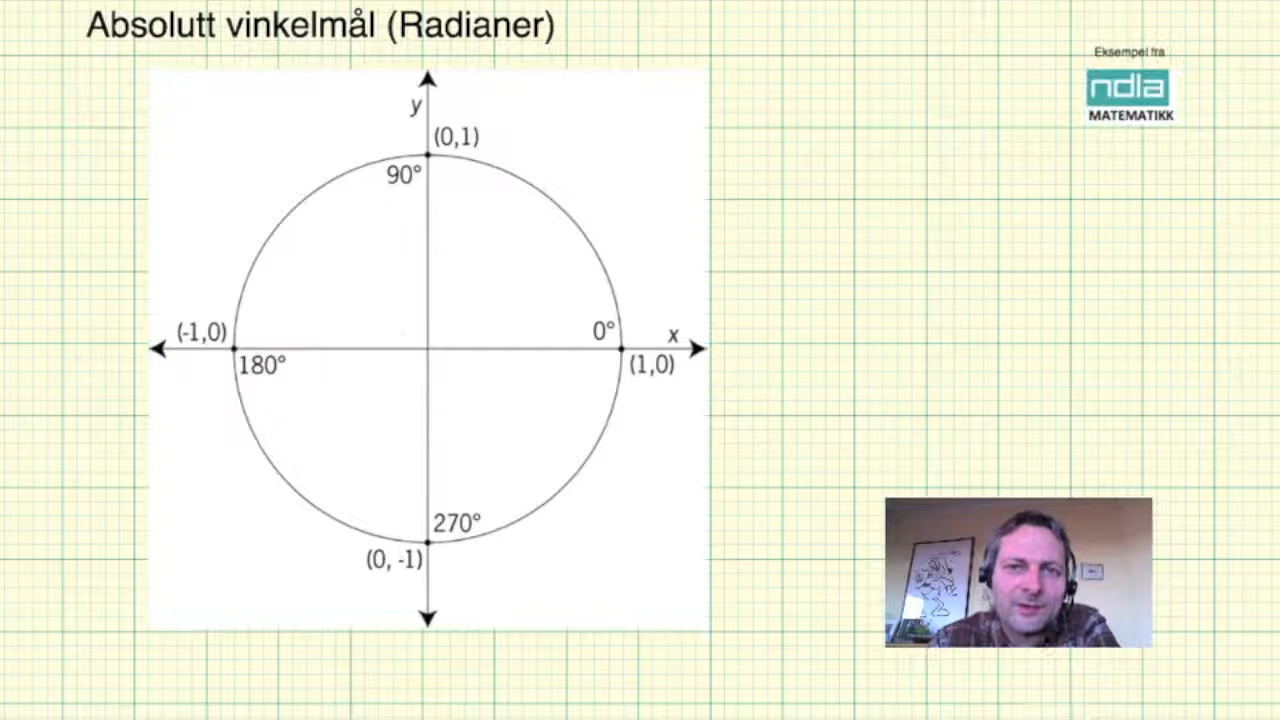 Absolutt vinkelmål (Radianer)
Eksempel fra
ndla
MATEMATIKK
y
(0,1)
90°
(-1,0)
0°
x
180°
(1,0)
270°
(0, -1)